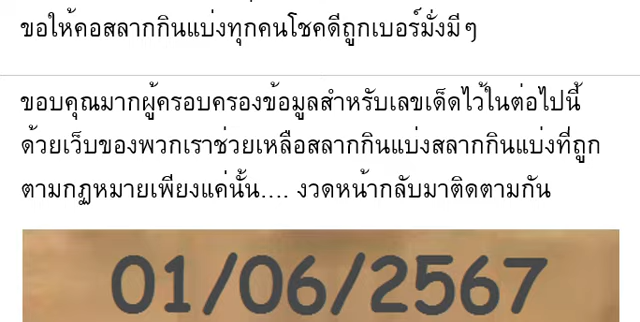 ขอให้คอสลากกินแบ่งทุกคนโชคดีถูกเบอร์มั่งมีๆ
ขอบคุณมากผู้ครอบครองข้อมูลสำหรับเลขเด็ดไว้ในต่อไปนี้
ด้วยเว็บของพวกเราช่วยเหลือสลากกินแบ่งสลากกินแบ่งที่ถูก
ตามกฏหมายเพียงแค่นั้น.... งวดหน้ากลับมาติดตามกัน
01/06/2567